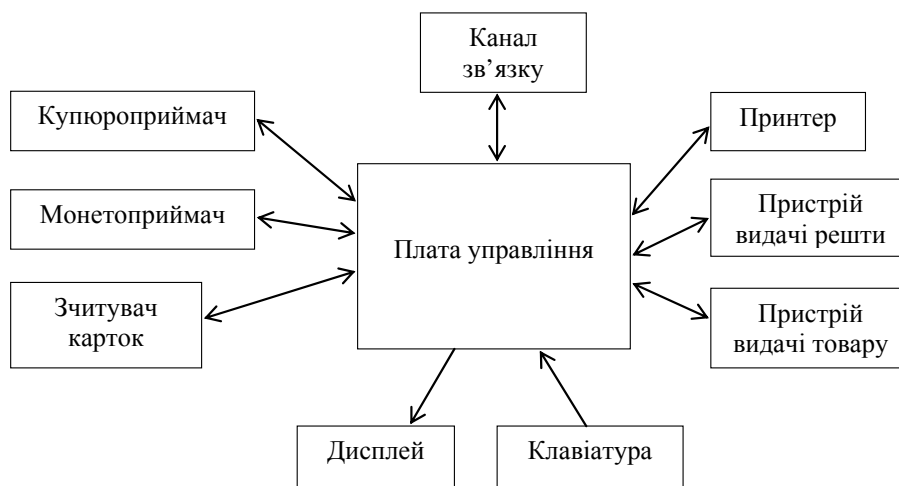 Канал
зв’язку
Купюроприймач
Принтер
Монетоприймач
Плата управління
Пристрій
видачі решти
Зчитувач
карток
Пристрій
видачі товару
Дисплей
Клавіатура